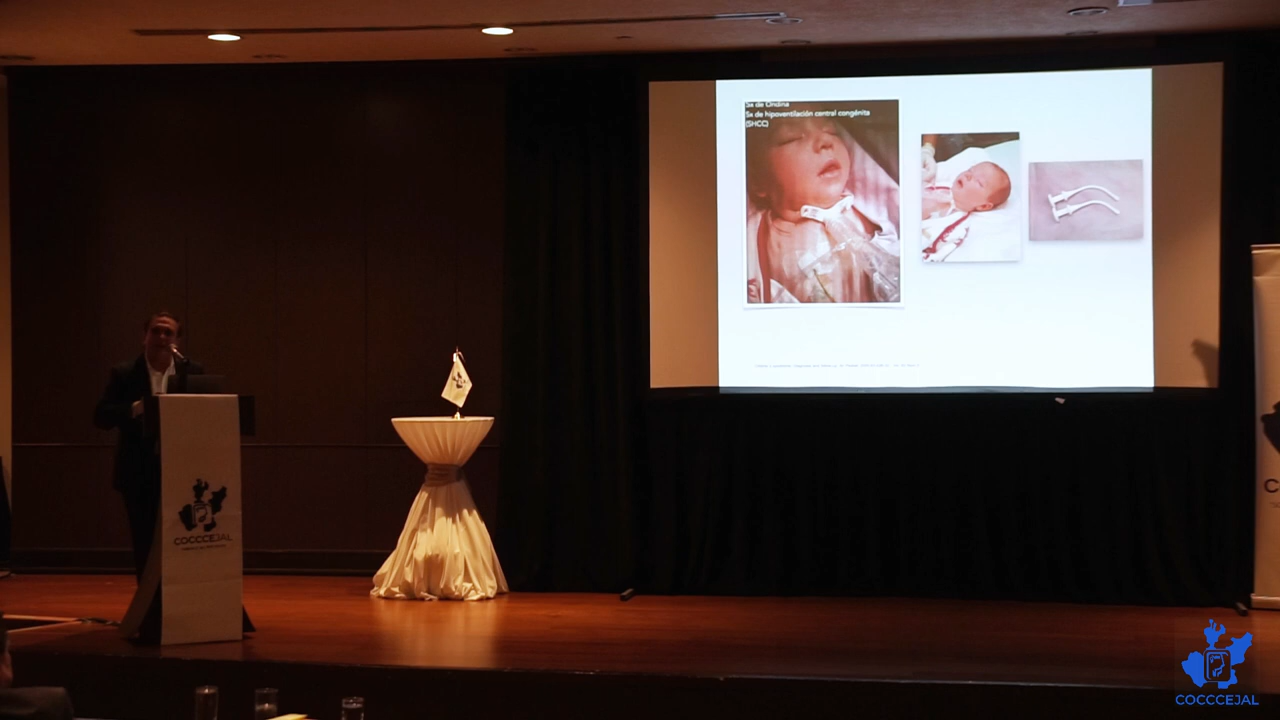 Sx de Ondina
Sx de hipoventilación central congénita
(SHCC)
COCCCEJAL
COCCCEJAL